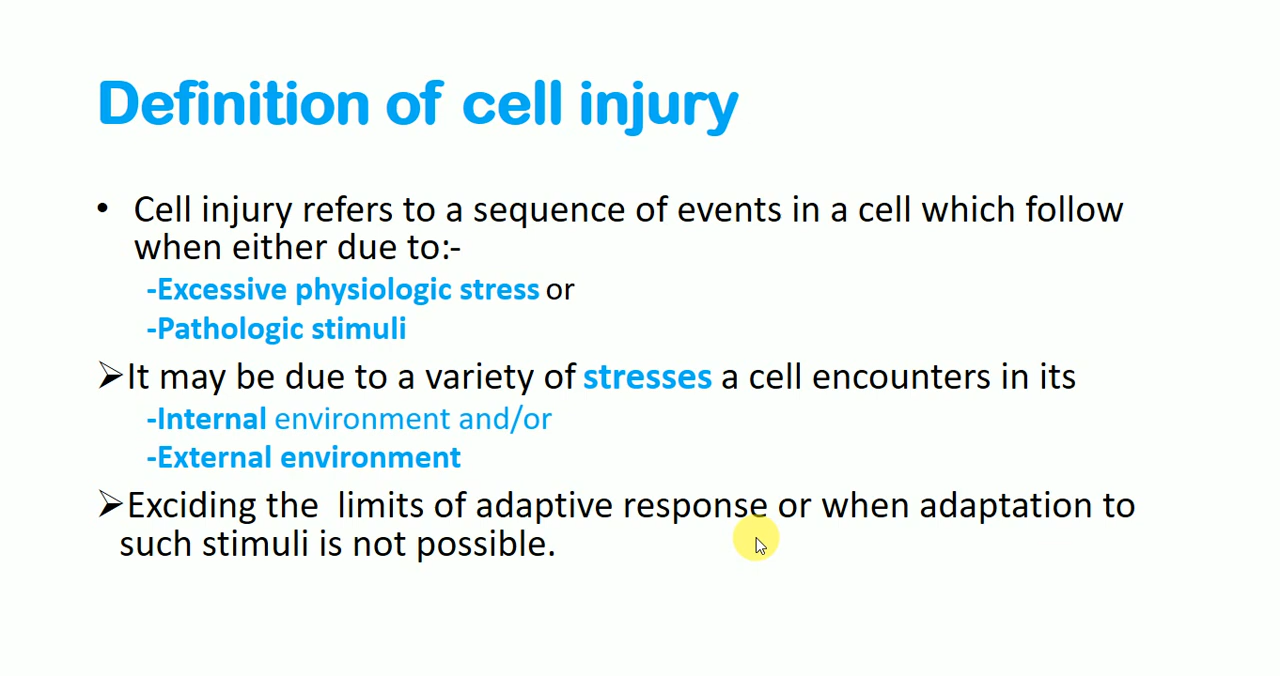 Definition of cell injury
• Cell injury refers to a sequence of events in a cell which follow
when either due to:-
-Excessive physiologic stress or
-Pathologic stimuli
➢It may be due to a variety of stresses a cell encounters in its
-Internal environment and/or
-External environment
➢Exciding the  limits of adaptive response or when adaptation to
such stimuli is not possible.